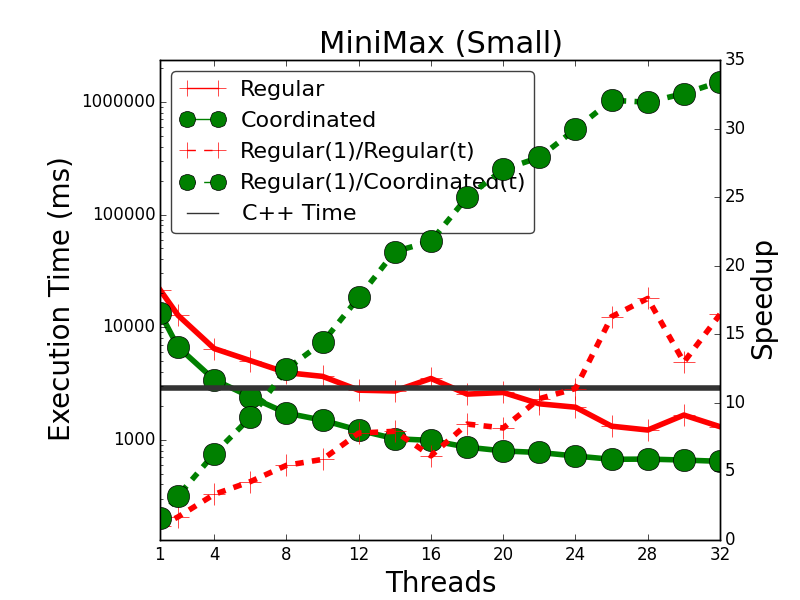 MiniMax (Small)
Regular
Coordinated
Regular(1)/Regular(t)
Regular(1)/Coordinated(t)
C++ Time
Execution Time (ms)
1000000
100000
10000
1000
35
30
25
20
15
10
5
0
Speedup
1 4 8 12 16 20 24 28 32
Threads